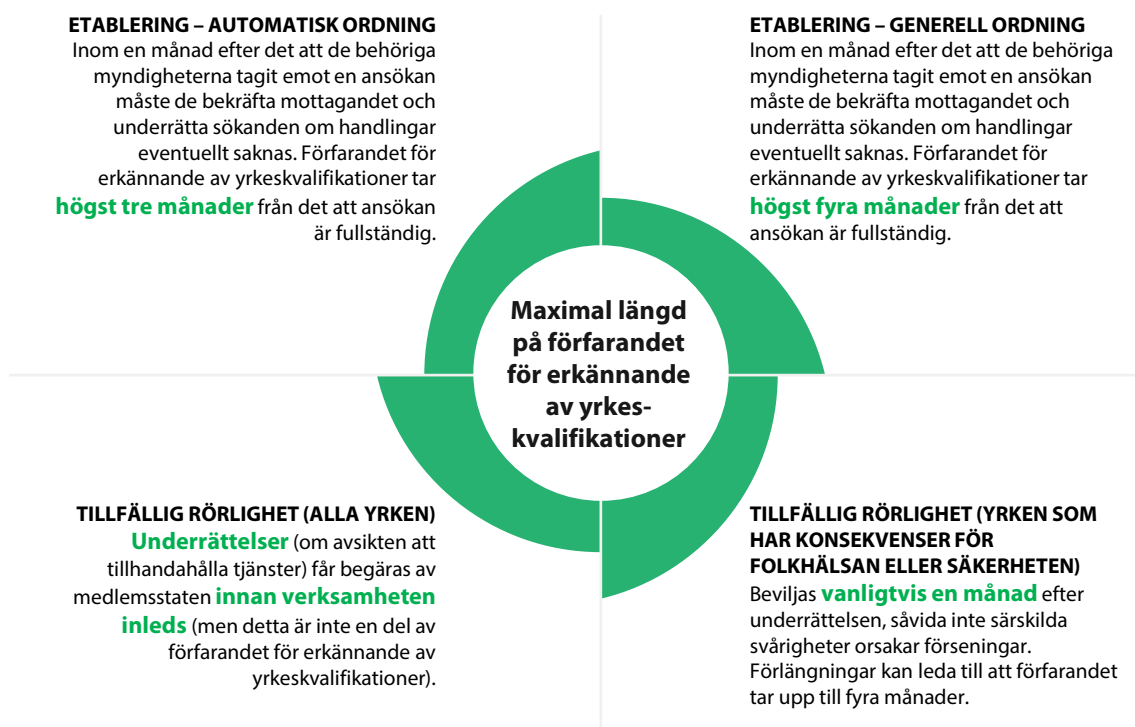 ETABLERING – AUTOMATISK ORDNING
Inom en månad efter det att de behöriga
myndigheterna tagit emot en ansökan
måste de bekräfta mottagandet och
underrätta sökanden om handlingar
eventuellt saknas. Förfarandet för
erkännande av yrkeskvalifikationer tar
högst tre månader från det att ansökan
är fullständig.
ETABLERING – GENERELL ORDNING
Inom en månad efter det att de behöriga
myndigheterna tagit emot en ansökan
måste de bekräfta mottagandet och
underrätta sökanden om handlingar
eventuellt saknas. Förfarandet för
erkännande av yrkeskvalifikationer tar
högst fyra månader från det att
ansökan är fullständig.
Maximal längd
på förfarandet
för erkännande
av yrkes-
kvalifikationer
TILLFÄLLIG RÖRLIGHET (ALLA YRKEN)
Underrättelser (om avsikten att
tillhandahålla tjänster) får begäras av
medlemsstaten innan verksamheten
inleds (men detta är inte en del av
förfarandet för erkännande av
yrkeskvalifikationer).
TILLFÄLLIG RÖRLIGHET (YRKEN SOM
HAR KONSEKVENSER FÖR
FOLKHÄLSAN ELLER SÄKERHETEN)
Beviljas vanligtvis en månad efter
underrättelsen, såvida inte särskilda
svårigheter orsakar förseningar.
Förlängningar kan leda till att förfarandet
tar upp till fyra månader.